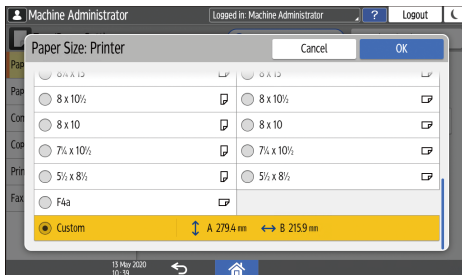 Machine Administrator
Logged in: Machine Administrator
?
Logout
Paper Size: Printer
Cancel
OK
8 x 10½
8 x 10½
8 x 10
8 x 10
7¼ x 10½
7¼ x 10½
5½ x 8½
5½ x 8½
F4a
Custom
A 279.4 mm
B 215.9 mm
Fax
13 May 2020
10:39